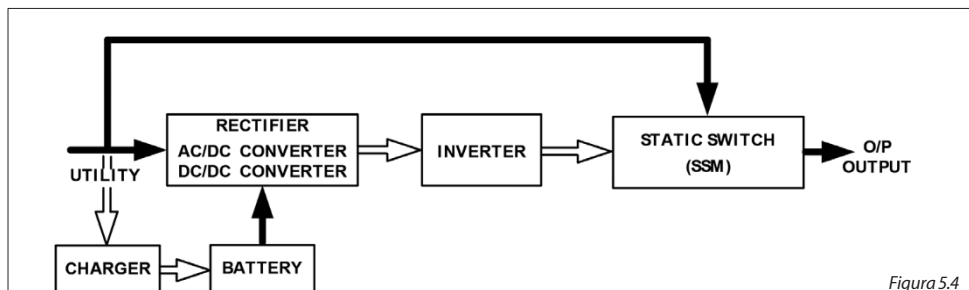 RECTIFIER
AC/DC CONVERTER
DC/DC CONVERTER
INVERTER
STATIC SWITCH
(SSM)
O/P
OUTPUT
UTILITY
CHARGER
BATTERY
Figura 5.4